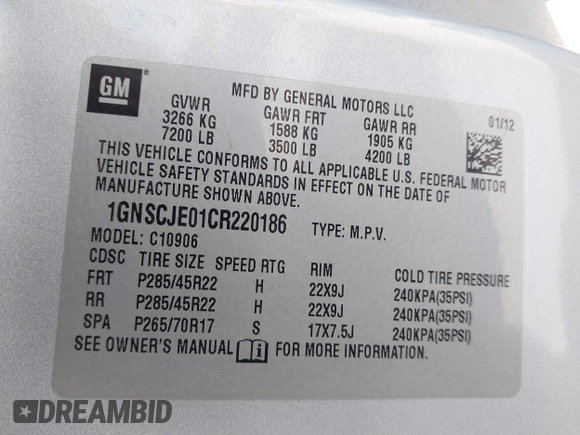 GM
MFD BY GENERAL MOTORS LLC
01/12
GVWR GAWR FRT GAWR RR
3266 KG 1588 KG 1905 KG
7200 LB 3500 LB 4200 LB
THIS VEHICLE CONFORMS TO ALL APPLICABLE U.S. FEDERAL MOTOR
VEHICLE SAFETY STANDARDS IN EFFECT ON THE DATE OF
MANUFACTURE SHOWN ABOVE.
1GNSCJE01CR220186 TYPE: M.P.V.
MODEL: C10906
CDSC TIRE SIZE SPEED RTG RIM COLD TIRE PRESSURE
FRT P285/45R22 H 22X9J 240KPA(35PSI)
RR P285/45R22 H 22X9J 240KPA(35PSI)
SPA P265/70R17 S 17X7.5J 240KPA(35PSI)
SEE OWNER'S MANUAL i FOR MORE INFORMATION.
DREAMBID